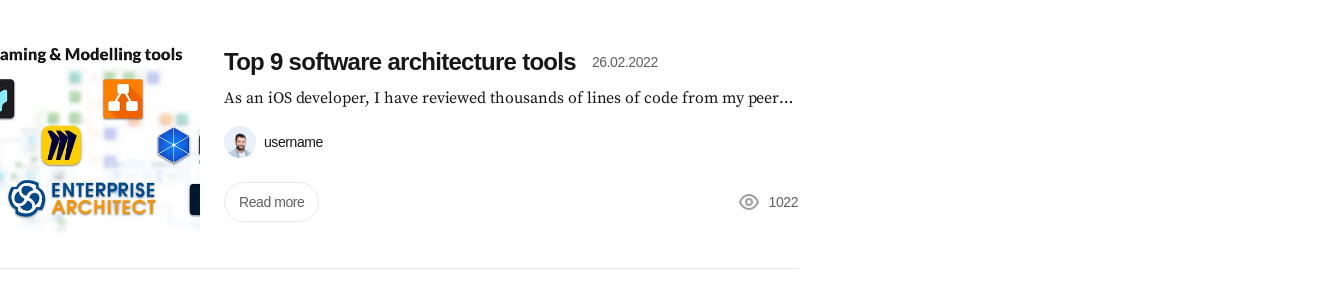 aming & Modelling tools
ENTERPRISE
ARCHITECT
Top 9 software architecture tools 26.02.2022
As an iOS developer, I have reviewed thousands of lines of code from my peer...
username
Read more
1022